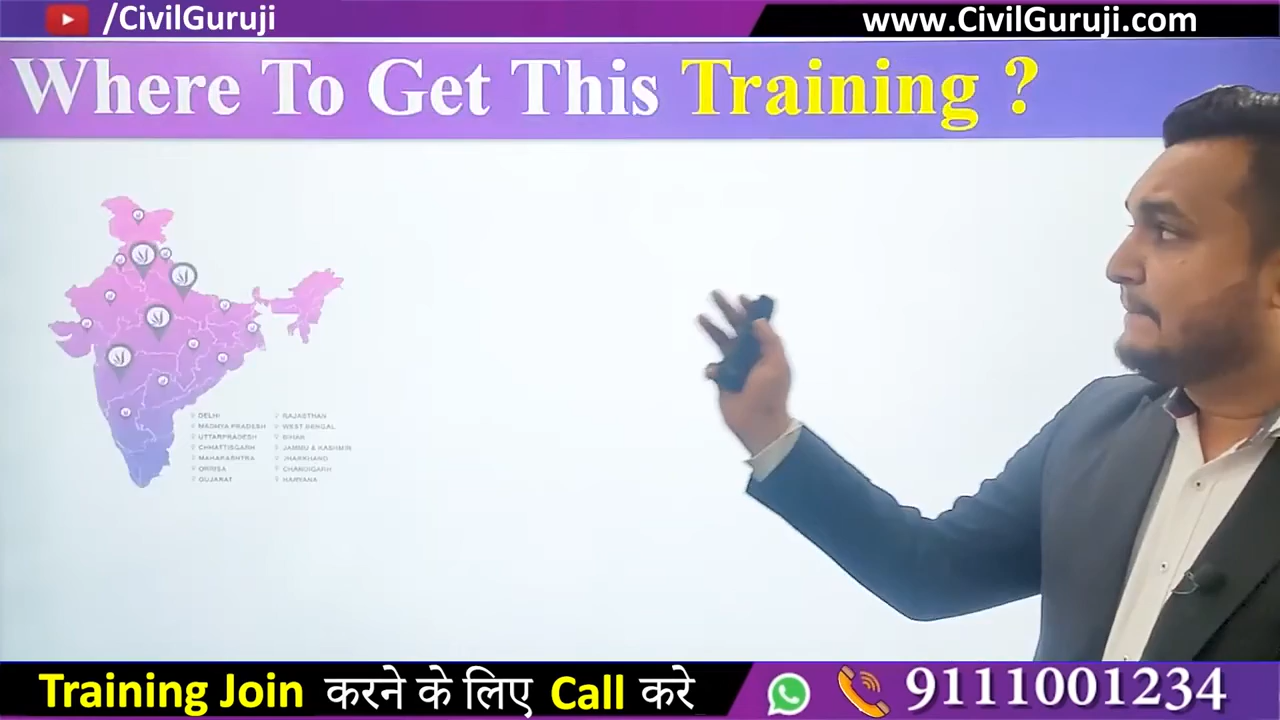 /CivilGuruji
www.CivilGuruji.com
Where To Get This Training ?
DELHI
MADHYA PRADESH
UTTARPRADESH
CHHATTISGARH
MAHARASHTRA
ORRISA
GUJARAT
RAJASTHAN
WEST BENGAL
BIHAR
JAMMU & KASHMIR
JHARKHAND
CHANDIGARH
HARYANA
Training Join करने के लिए Call करे
9111001234